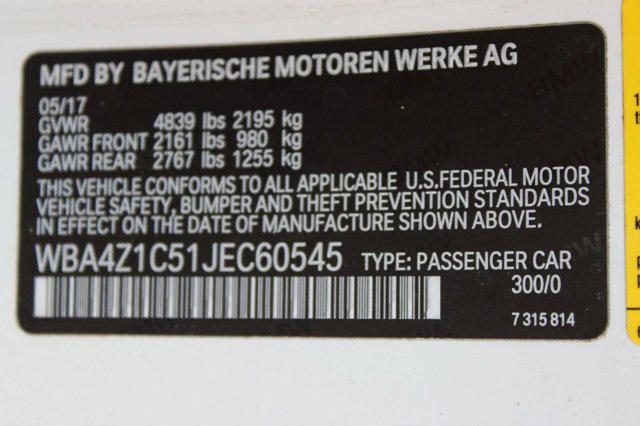 MFD BY BAYERISCHE MOTOREN WERKE AG
05/17
GVWR 4839 lbs 2195 kg
GAWR FRONT 2161 lbs 980 kg
GAWR REAR 2767 lbs 1255 kg
THIS VEHICLE CONFORMS TO ALL APPLICABLE U.S.FEDERAL MOTOR
VEHICLE SAFETY, BUMPER AND THEFT PREVENTION STANDARDS
IN EFFECT ON THE DATE OF MANUFACTURE SHOWN ABOVE.
WBA4Z1C51JEC60545 TYPE: PASSENGER CAR
300/0
7 315 814